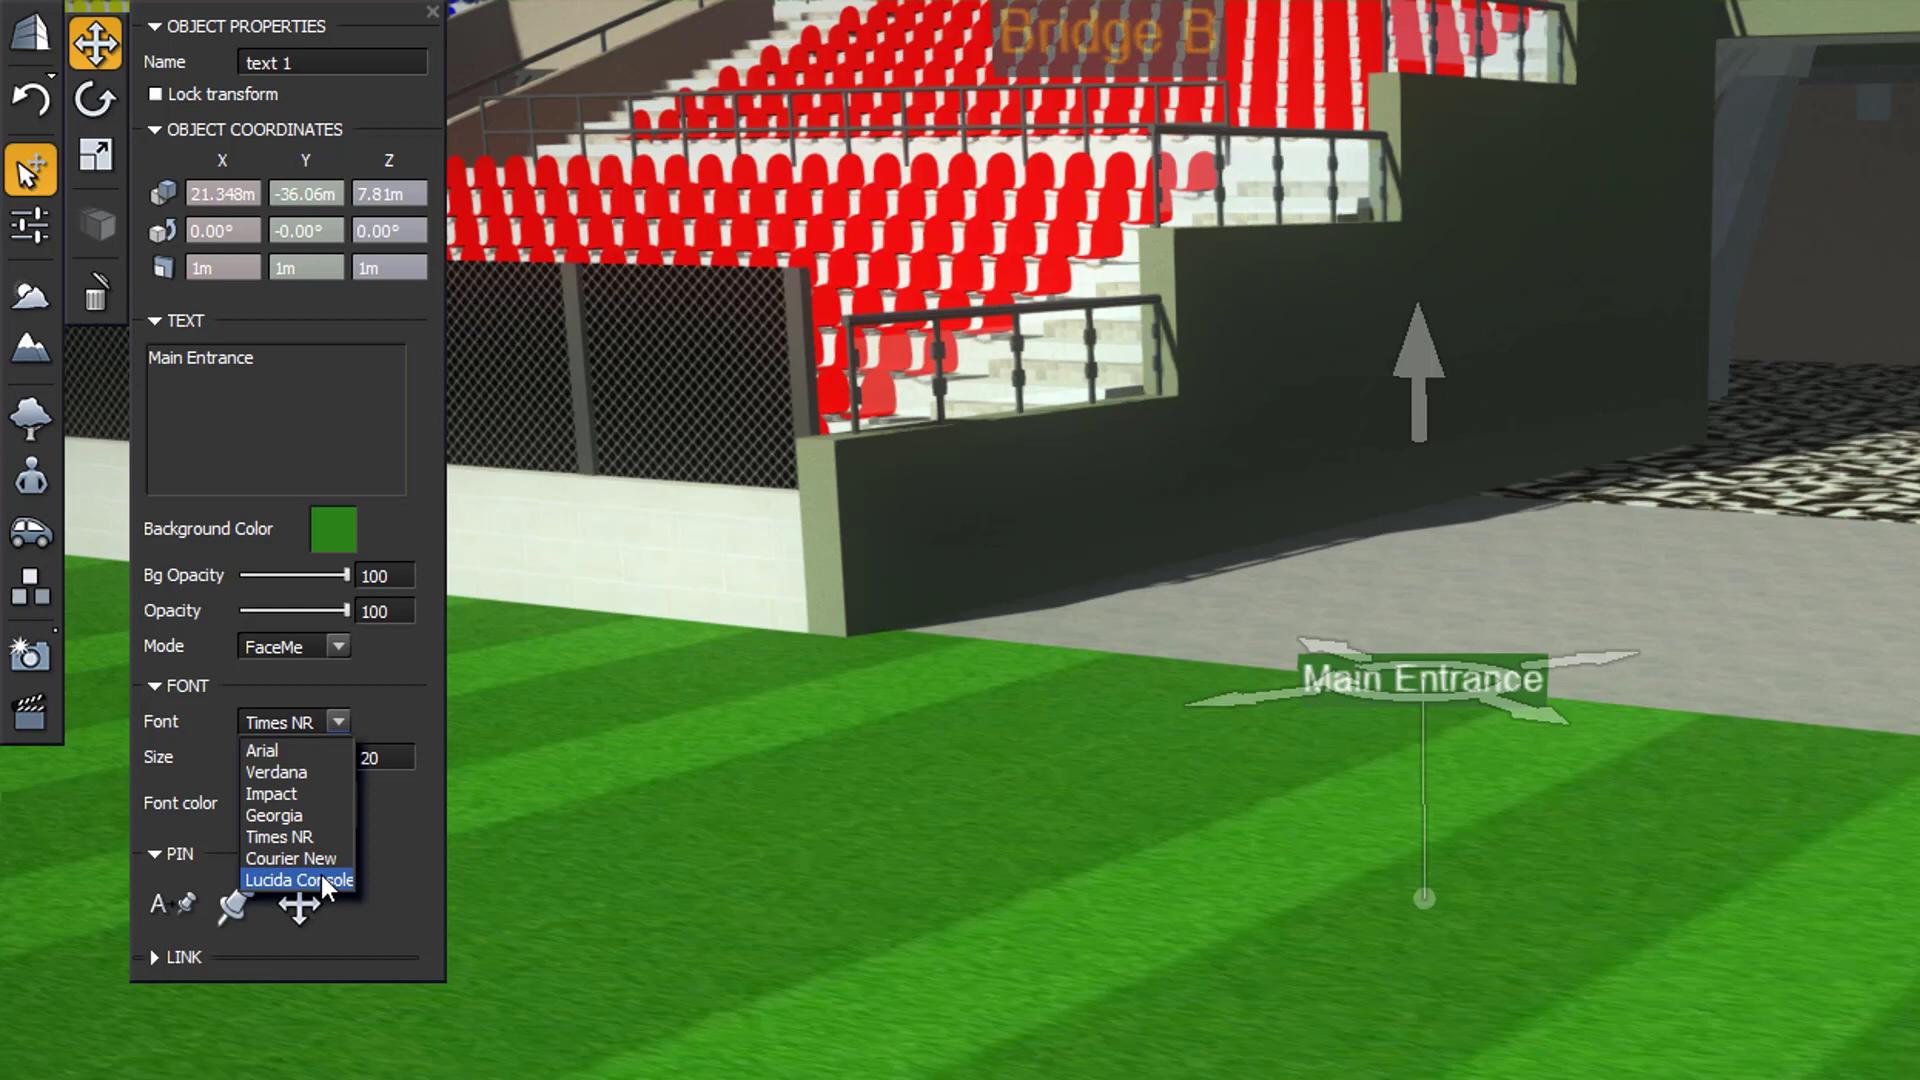 OBJECT PROPERTIES
Name text 1
Lock transform
OBJECT COORDINATES
X Y Z
21.348m -36.06m 7.81m
0.00° -0.00° 0.00°
1m 1m 1m
TEXT
Main Entrance
Background Color
Bg Opacity 100
Opacity 100
Mode FaceMe
FONT
Font Times NR
Arial
Size 20
Verdana
Impact
Font color
Georgia
Times NR
PIN
Courier New
Lucida Console
A
LINK
Bridge B
Main Entrance